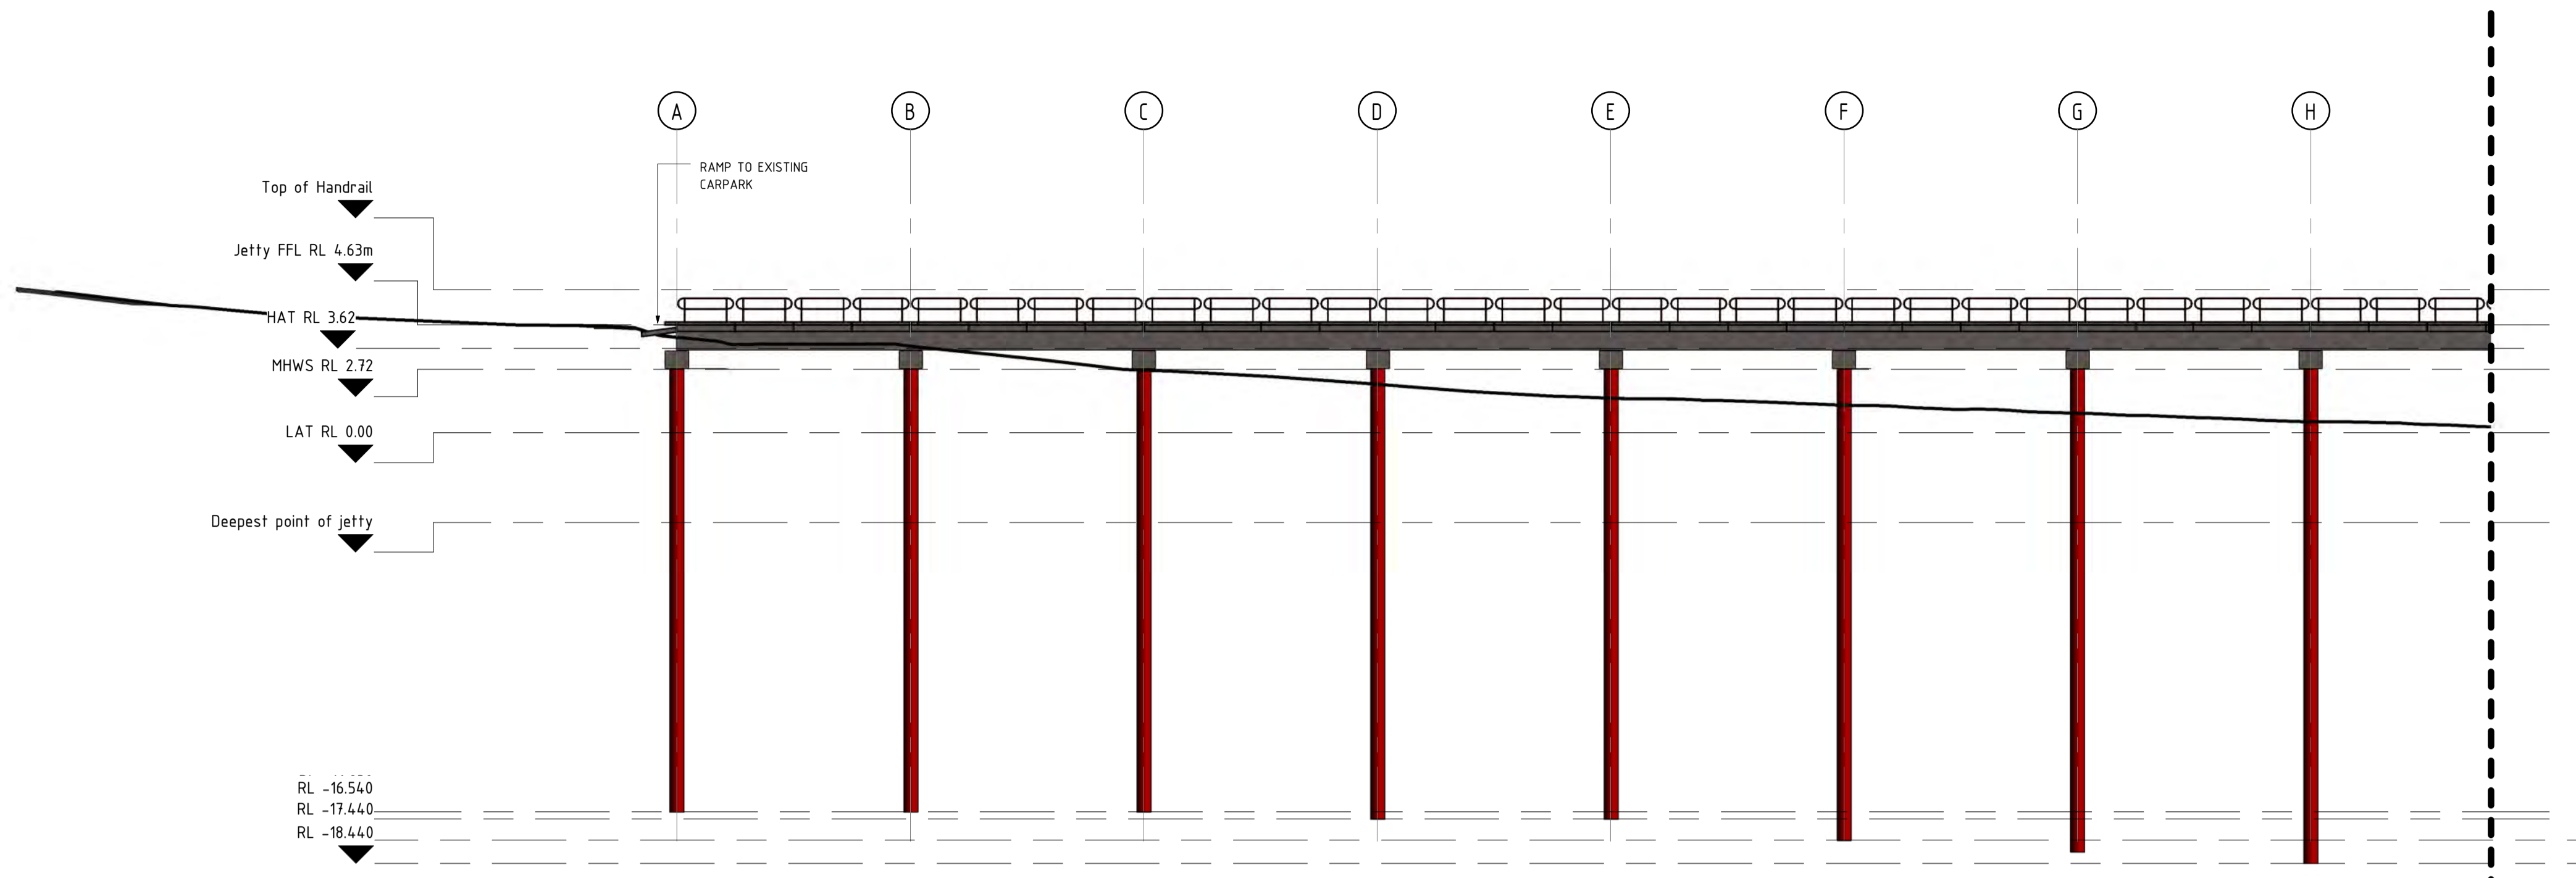 A B C D E F G H
RAMP TO EXISTING
CARPARK
Top of Handrail
Jetty FFL RL 4.63m
HAT RL 3.62
MHWS RL 2.72
LAT RL 0.00
Deepest point of jetty
RL -16.540
RL -17.440
RL -18.440